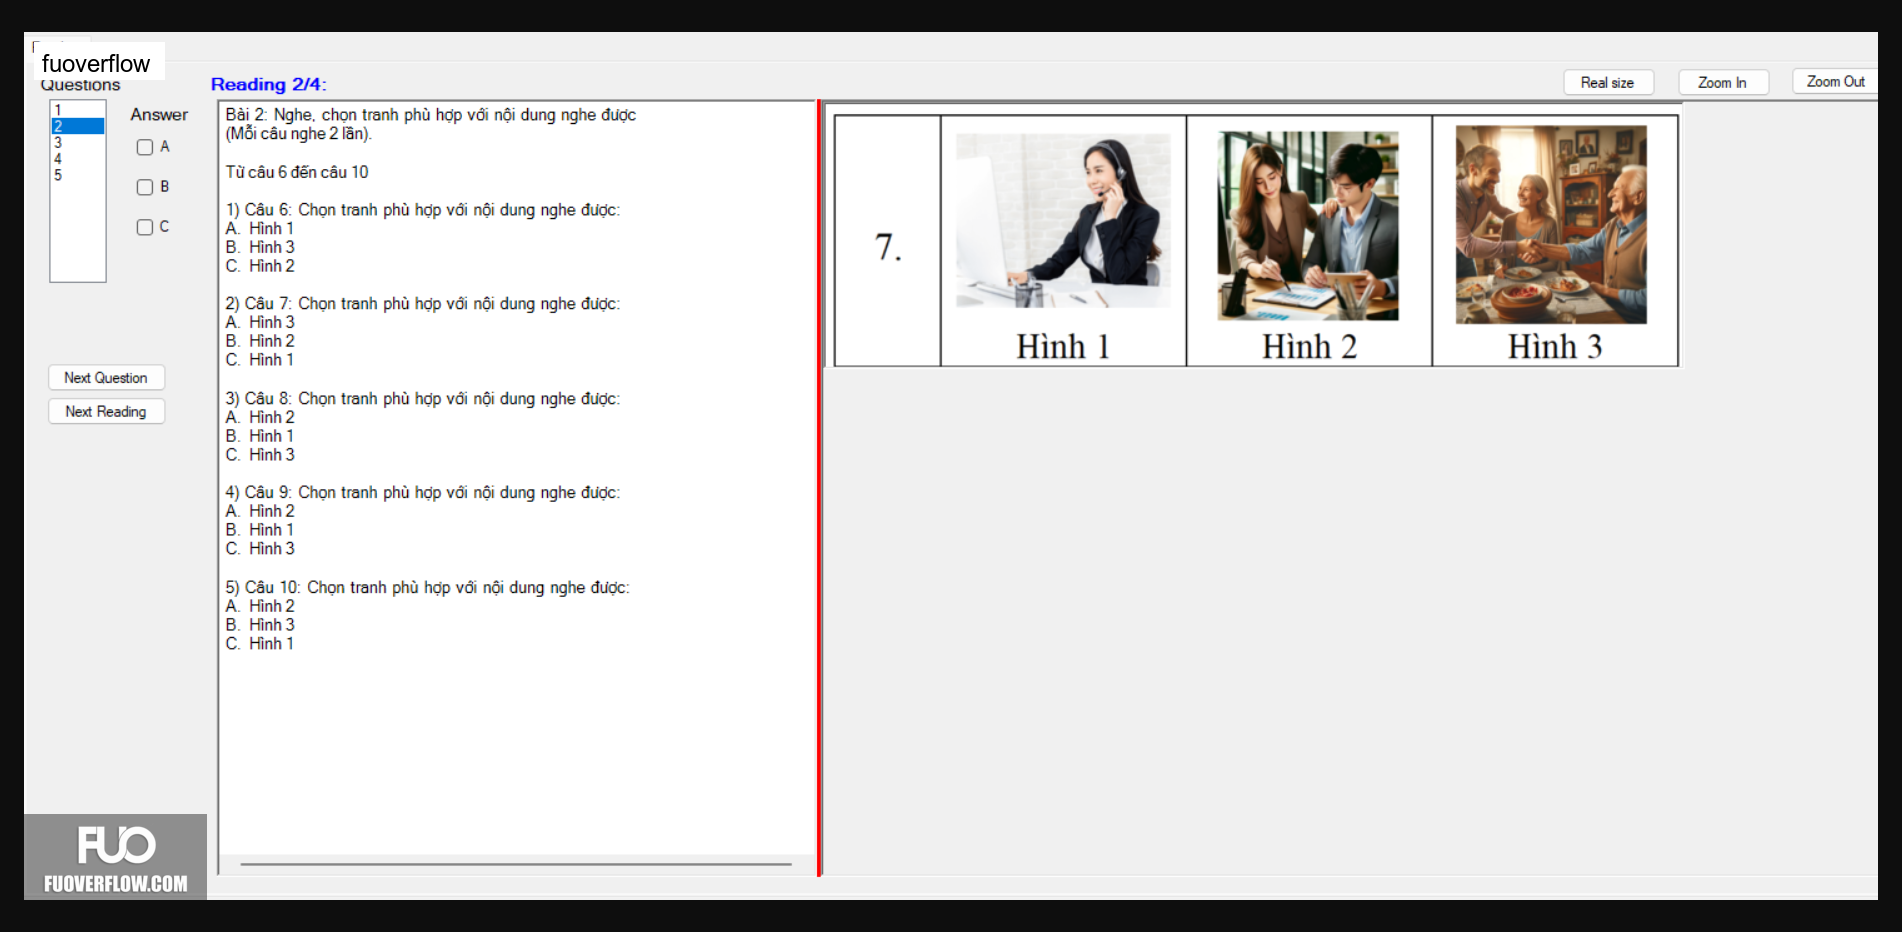 fuoverflow
Questions
Reading 2/4:
Real size
Zoom In
Zoom Out
1
2
3
4
5
Answer
A
B
C
Next Question
Next Reading
Bài 2: Nghe, chọn tranh phù hợp với nội dung nghe được
(Mỗi câu nghe 2 lần).
Từ câu 6 đến câu 10
1) Câu 6: Chọn tranh phù hợp với nội dung nghe được:
A. Hình 1
B. Hình 3
C. Hình 2
2) Câu 7: Chọn tranh phù hợp với nội dung nghe được:
A. Hình 3
B. Hình 2
C. Hình 1
3) Câu 8: Chọn tranh phù hợp với nội dung nghe được:
A. Hình 2
B. Hình 1
C. Hình 3
4) Câu 9: Chọn tranh phù hợp với nội dung nghe được:
A. Hình 2
B. Hình 1
C. Hình 3
5) Câu 10: Chọn tranh phù hợp với nội dung nghe được:
A. Hình 2
B. Hình 3
C. Hình 1
7.
Hình 1
Hình 2
Hình 3
FUO
FUOVERFLOW.COM